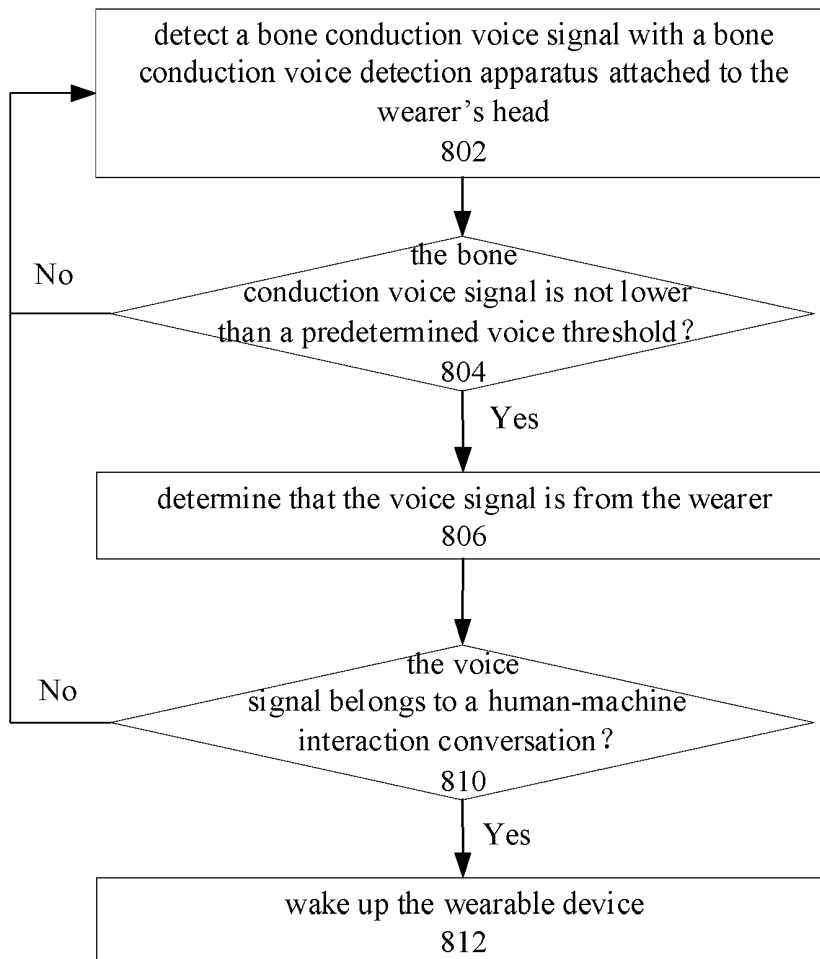 detect a bone conduction voice signal with a bone
conduction voice detection apparatus attached to the
wearer's head
802
No
the bone
conduction voice signal is not lower
than a predetermined voice threshold?
804
Yes
determine that the voice signal is from the wearer
806
No
the voice
signal belongs to a human-machine
interaction conversation?
810
Yes
wake up the wearable device
812